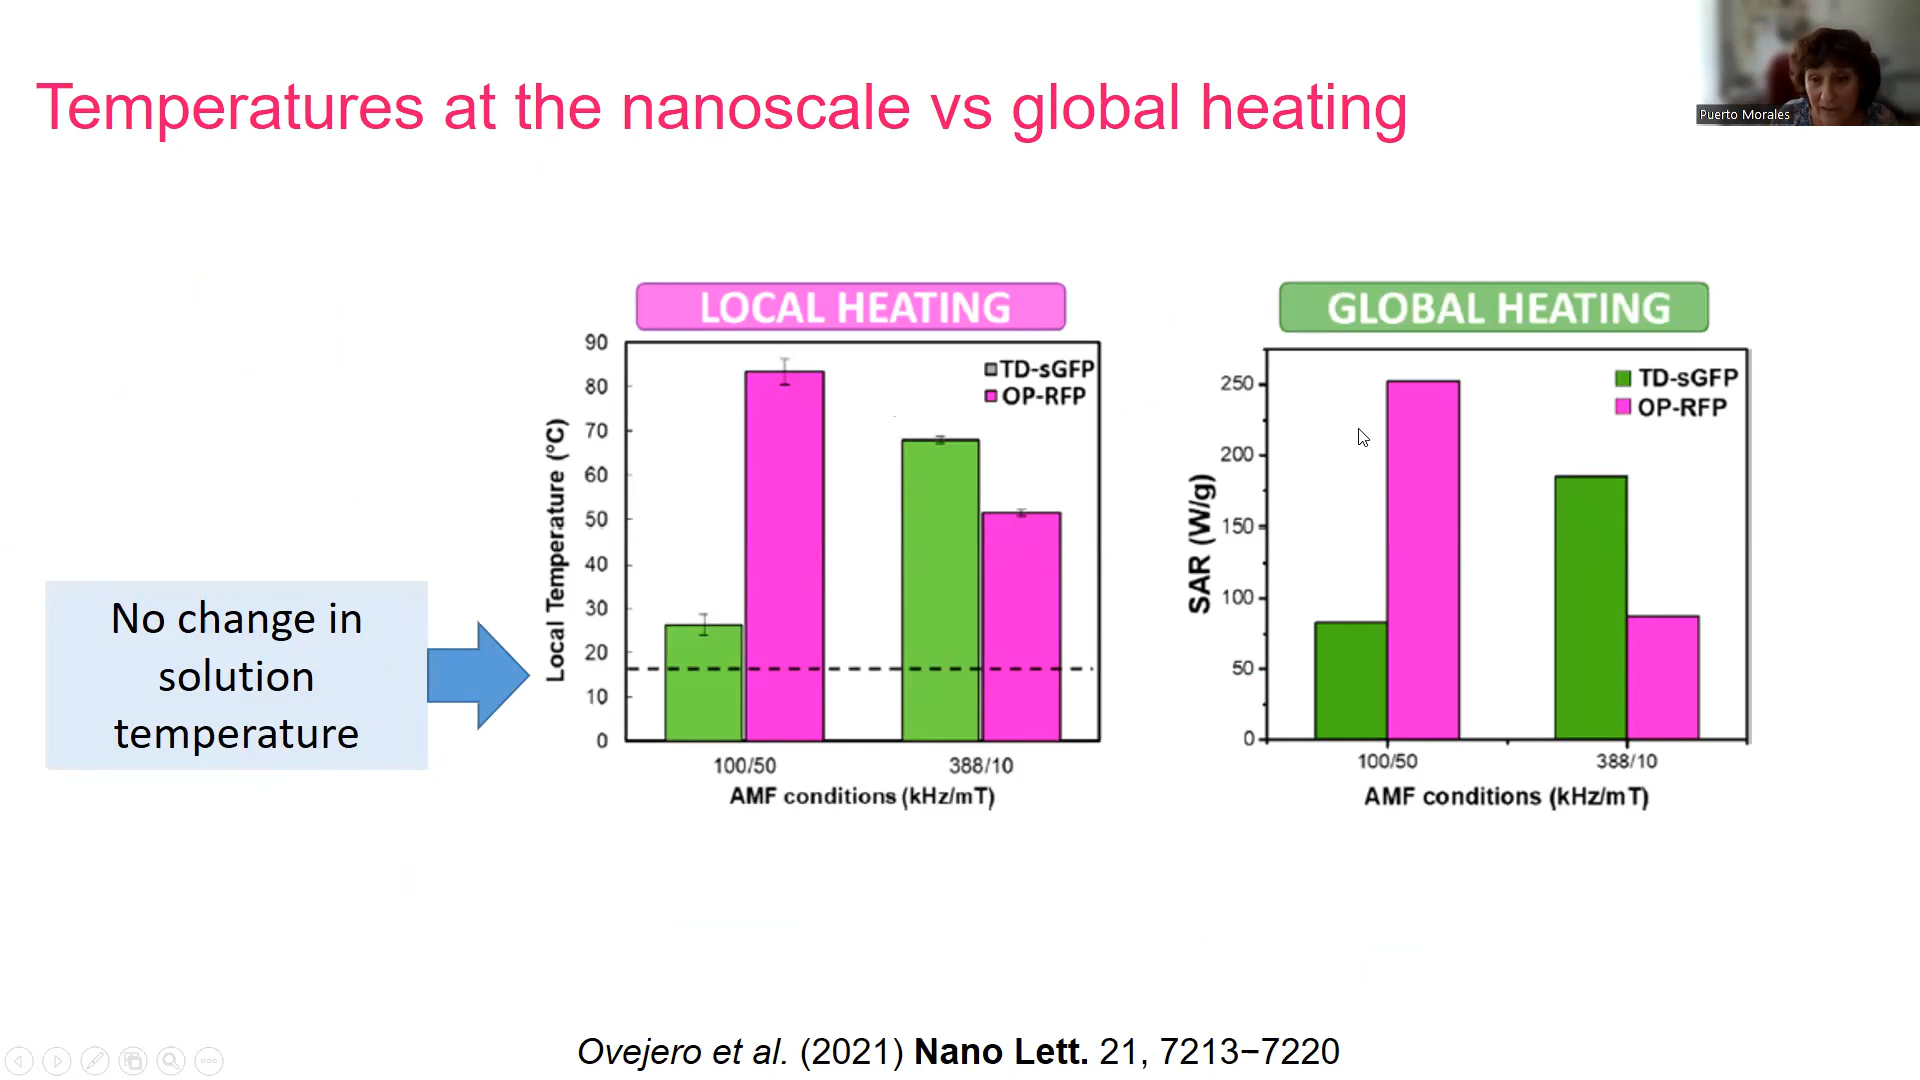 Temperatures at the nanoscale vs global heating
Puerto Morales
LOCAL HEATING
90
80
70
60
50
40
30
20
10
0
Local Temperature (°C)
TD-sGFP
OP-RFP
100/50
388/10
AMF conditions (kHz/mT)
GLOBAL HEATING
250
200
150
100
50
0
SAR (W/g)
TD-sGFP
OP-RFP
100/50
388/10
AMF conditions (kHz/mT)
No change in
solution
temperature
Ovejero et al. (2021) Nano Lett. 21, 7213−7220